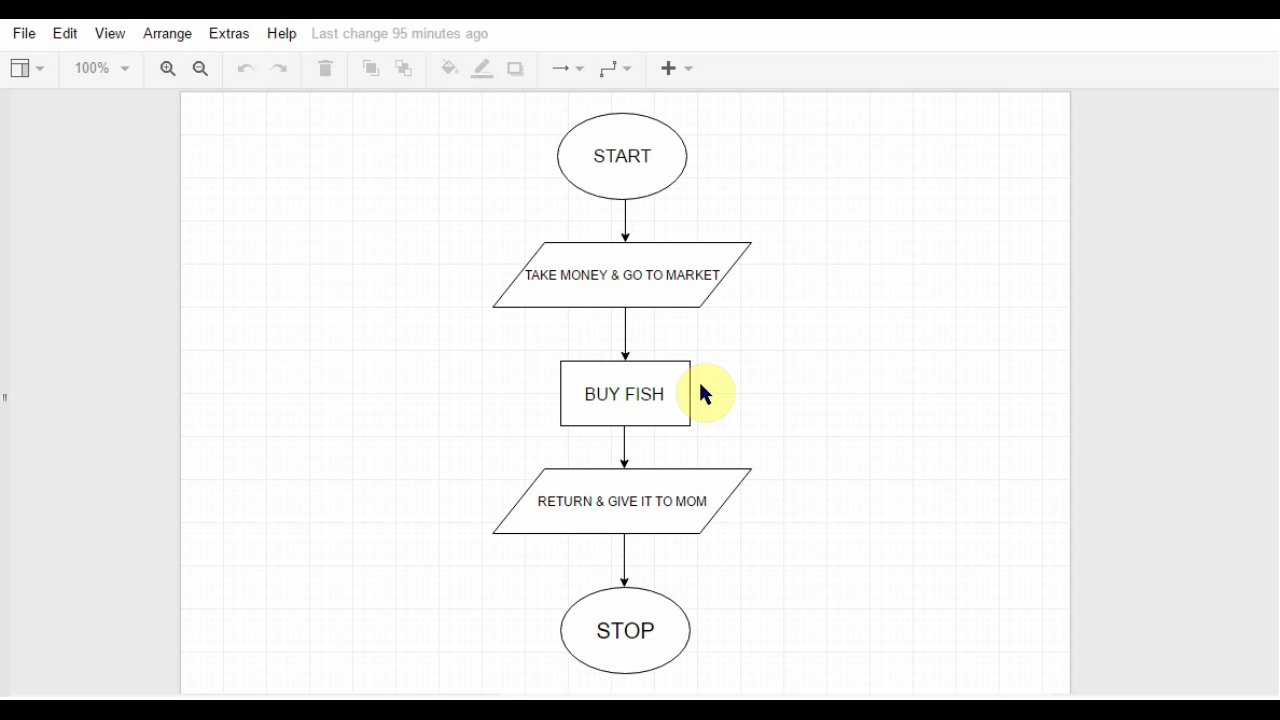 File Edit View Arrange Extras Help Last change 95 minutes ago
100%
START
TAKE MONEY & GO TO MARKET
BUY FISH
RETURN & GIVE IT TO MOM
STOP